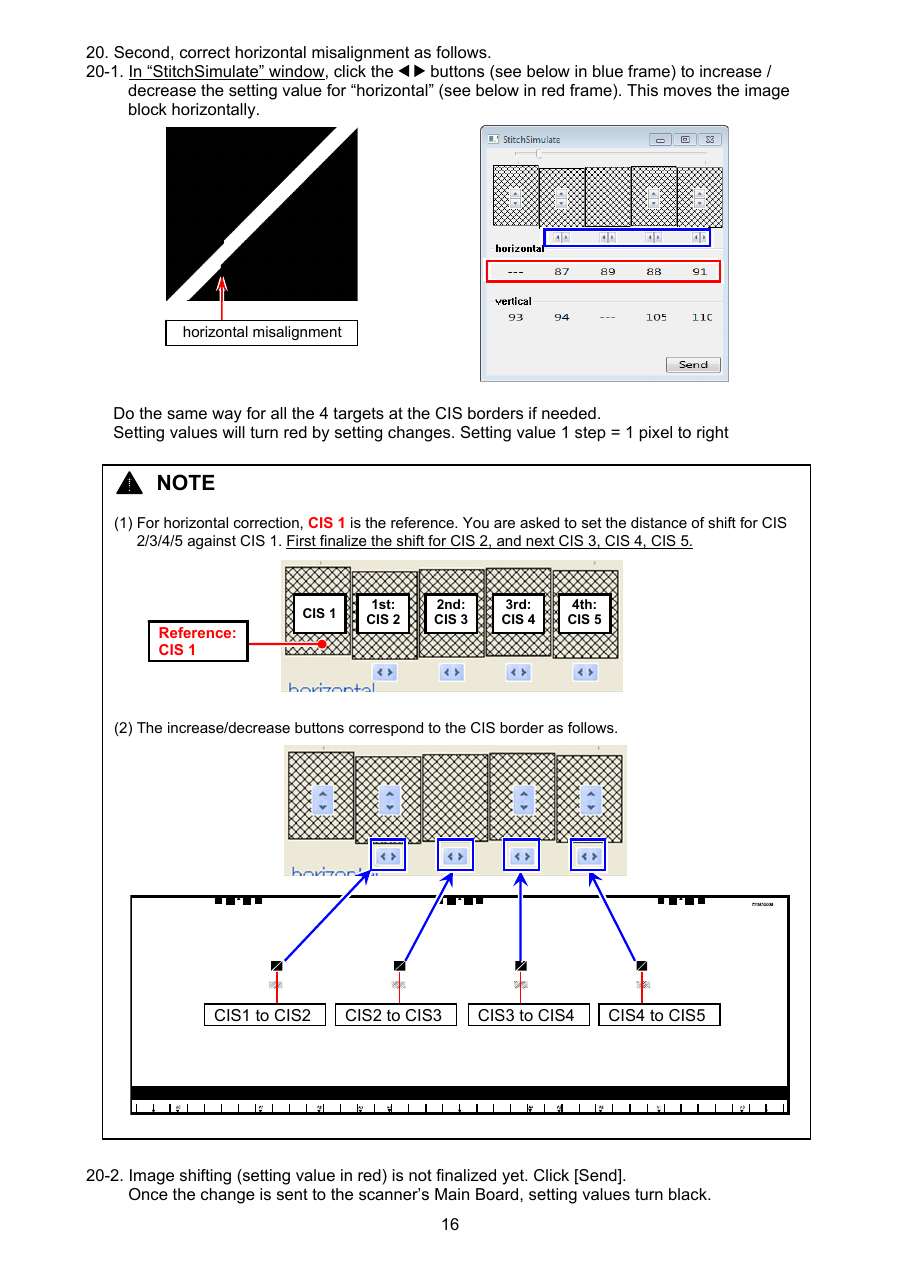 20. Second, correct horizontal misalignment as follows.
20-1. In “StitchSimulate” window, click the ◀ ▶ buttons (see below in blue frame) to increase /
decrease the setting value for “horizontal” (see below in red frame). This moves the image
block horizontally.
horizontal misalignment
StitchSimulate
horizontal
--- 87 89 88 91
vertical
93 94 --- 105 110
Send
Do the same way for all the 4 targets at the CIS borders if needed.
Setting values will turn red by setting changes. Setting value 1 step = 1 pixel to right
NOTE
(1) For horizontal correction, CIS 1 is the reference. You are asked to set the distance of shift for CIS
2/3/4/5 against CIS 1. First finalize the shift for CIS 2, and next CIS 3, CIS 4, CIS 5.
CIS 1
1st:
CIS 2
2nd:
CIS 3
3rd:
CIS 4
4th:
CIS 5
Reference:
CIS 1
horizontal
(2) The increase/decrease buttons correspond to the CIS border as follows.
horizontal
CIS1 to CIS2
CIS2 to CIS3
CIS3 to CIS4
CIS4 to CIS5
20-2. Image shifting (setting value in red) is not finalized yet. Click [Send].
Once the change is sent to the scanner’s Main Board, setting values turn black.
16